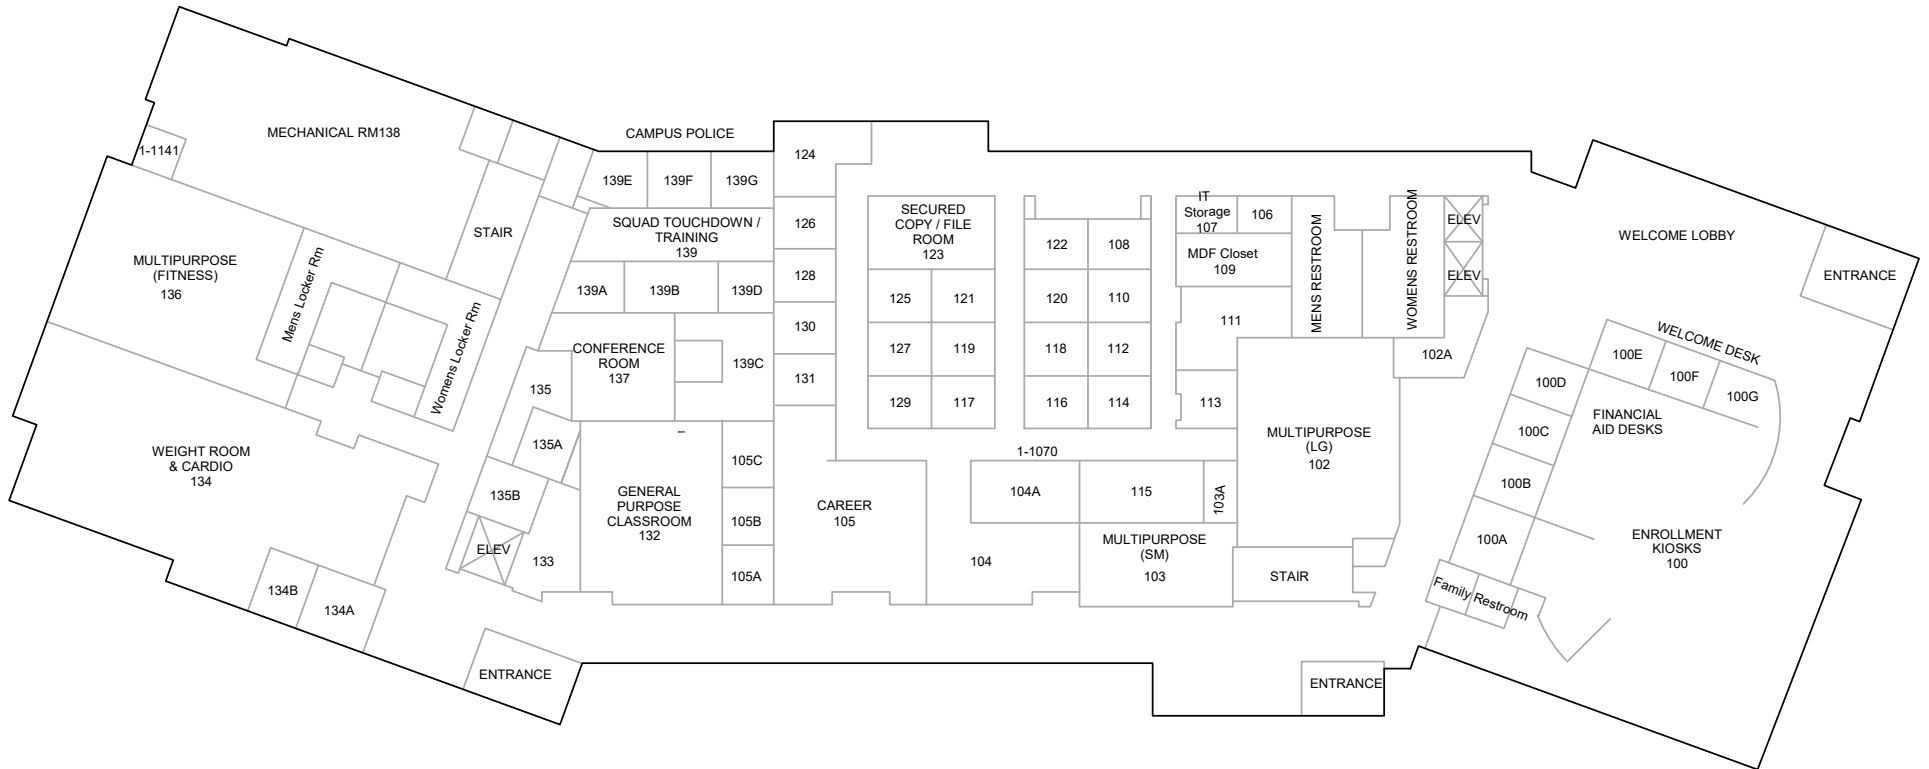 MECHANICAL RM138
1-1141
MULTIPURPOSE
(FITNESS)
136
Mens Locker Rm
Womens Locker Rm
STAIR
WEIGHT ROOM
& CARDIO
134
134B
134A
ENTRANCE
CAMPUS POLICE
139E
139F
139G
SQUAD TOUCHDOWN /
TRAINING
139
139A
139B
139D
CONFERENCE
ROOM
137
139C
135
135A
135B
ELEV
133
GENERAL
PURPOSE
CLASSROOM
132
105C
105B
105A
124
126
128
130
131
CAREER
105
SECURED
COPY / FILE
ROOM
123
125
121
127
119
129
117
122
108
120
110
118
112
116
114
1-1070
104A
115
103A
104
MULTIPURPOSE
(SM)
103
IT
Storage
107
106
MDF Closet
109
111
113
MENS RESTROOM
WOMENS RESTROOM
ELEV
ELEV
102A
MULTIPURPOSE
(LG)
102
STAIR
ENTRANCE
WELCOME LOBBY
ENTRANCE
WELCOME DESK
100E
100F
100G
100D
100C
100B
100A
FINANCIAL
AID DESKS
ENROLLMENT
KIOSKS
100
Family Restroom